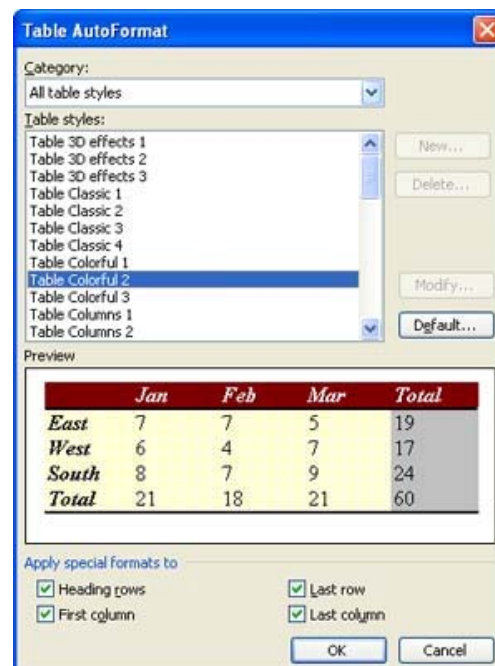 Table AutoFormat
Category:
All table styles
Table styles:
Table 3D effects 1
Table 3D effects 2
Table 3D effects 3
Table Classic 1
Table Classic 2
Table Classic 3
Table Classic 4
Table Colorful 1
Table Colorful 2
Table Colorful 3
Table Columns 1
Table Columns 2
New...
Delete...
Modify...
Default...
Preview
Jan Feb Mar Total
East 7 7 5 19
West 6 4 7 17
South 8 7 9 24
Total 21 18 21 60
Apply special formats to
Heading rows Last row
First column Last column
OK Cancel